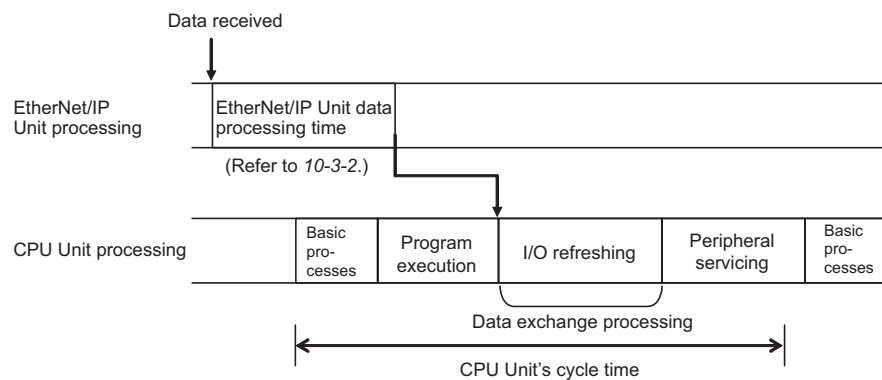 Data received
EtherNet/IP
Unit processing
EtherNet/IP Unit data
processing time
(Refer to 10-3-2.)
CPU Unit processing
Basic
pro-
cesses
Program
execution
I/O refreshing
Peripheral
servicing
Basic
pro-
cesses
Data exchange processing
CPU Unit's cycle time